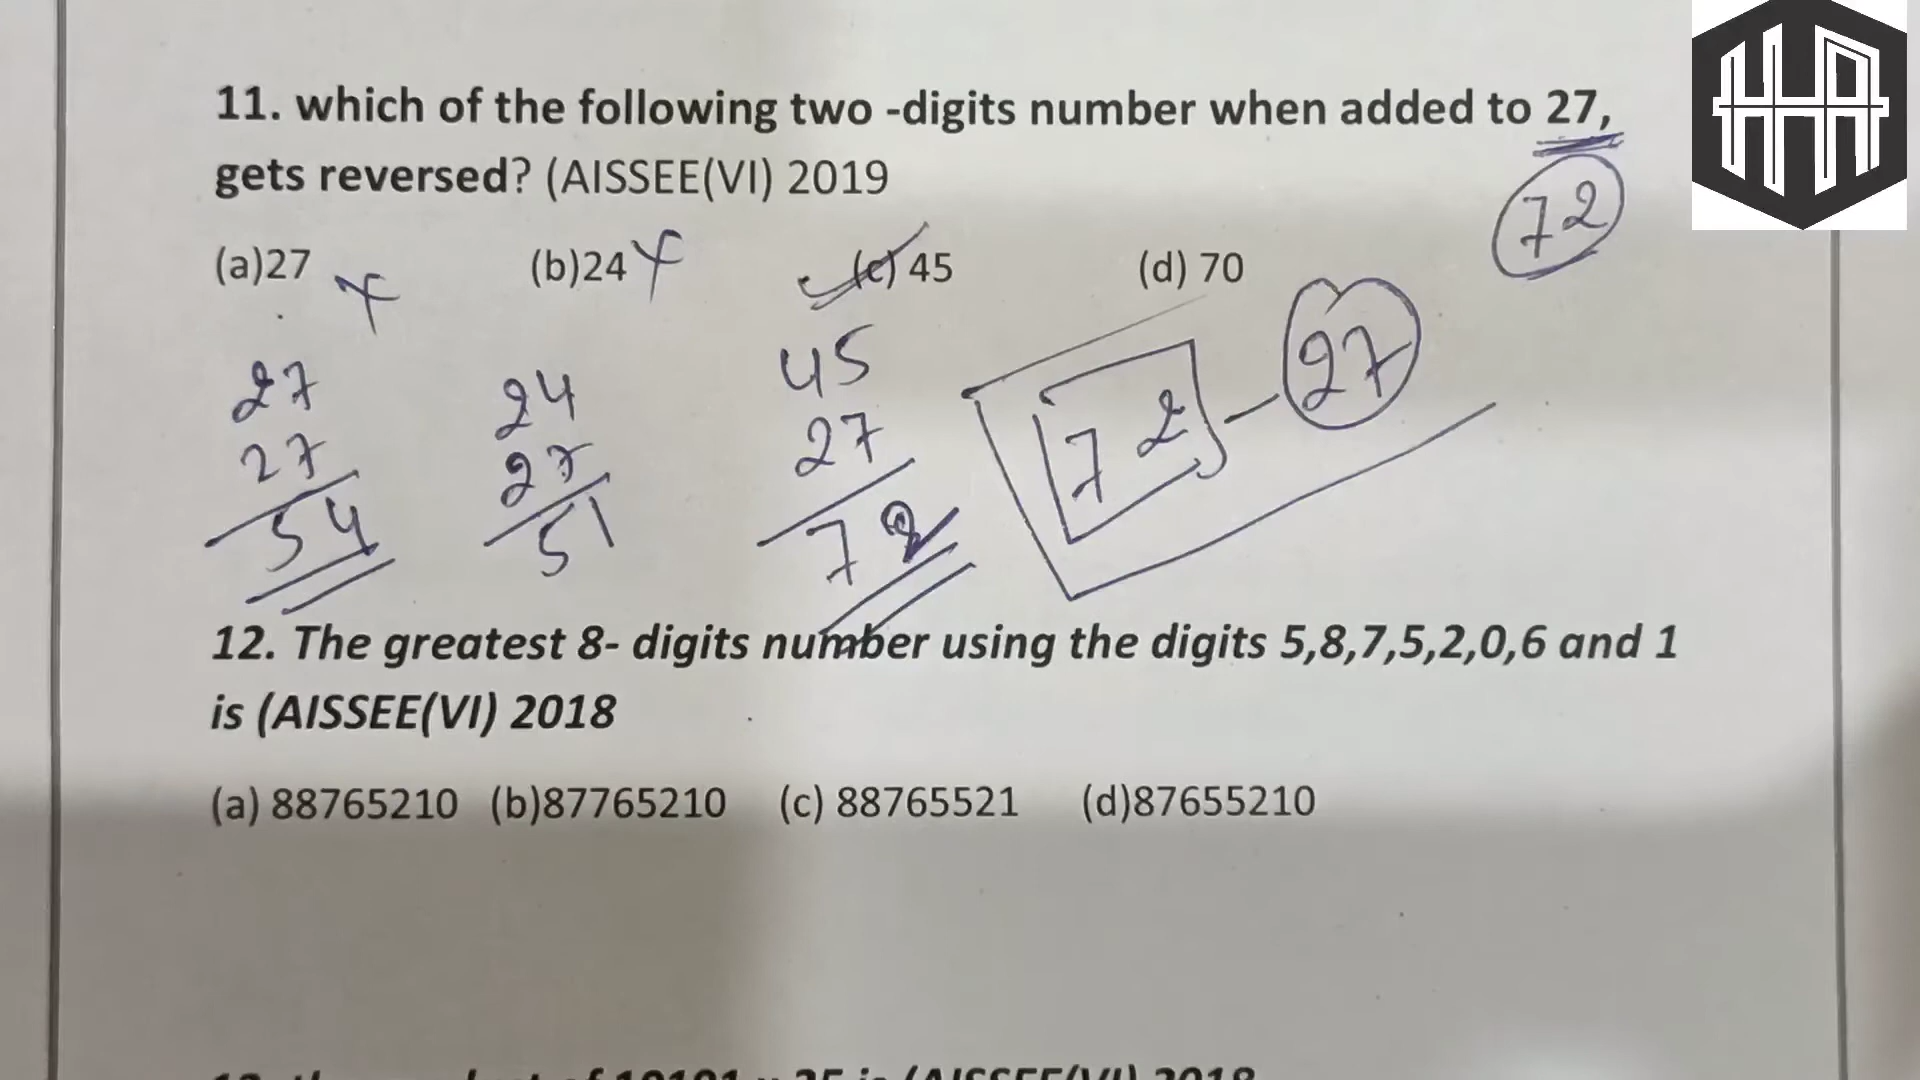 11. which of the following two -digits number when added to 27,
gets reversed? (AISSEE(VI) 2019
72
(a)27 (b)24 (c) 45 (d) 70
27 24 45 72 - 27
27 27 27
54 51 72
12. The greatest 8- digits number using the digits 5,8,7,5,2,0,6 and 1
is (AISSEE(VI) 2018
(a) 88765210 (b)87765210 (c) 88765521 (d)87655210